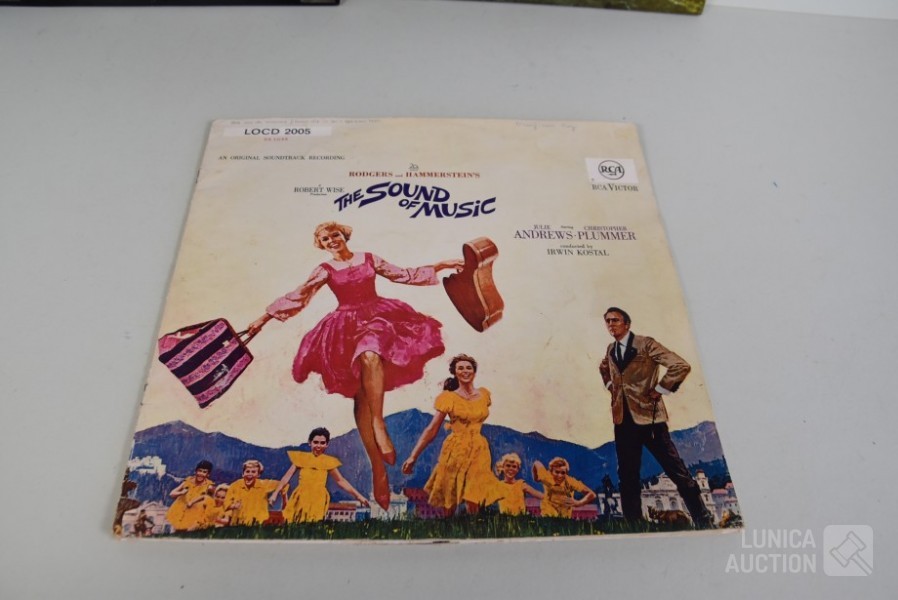 LOCD 2005
AN ORIGINAL SOUNDTRACK RECORDING
RODGERS AND HAMMERSTEIN'S
ROBERT WISE
THE SOUND OF MUSIC
RCA
RCA VICTOR
JULIE starring CHRISTOPHER
ANDREWS · PLUMMER
conducted by
IRWIN KOSTAL
LUNICA
AUCTION